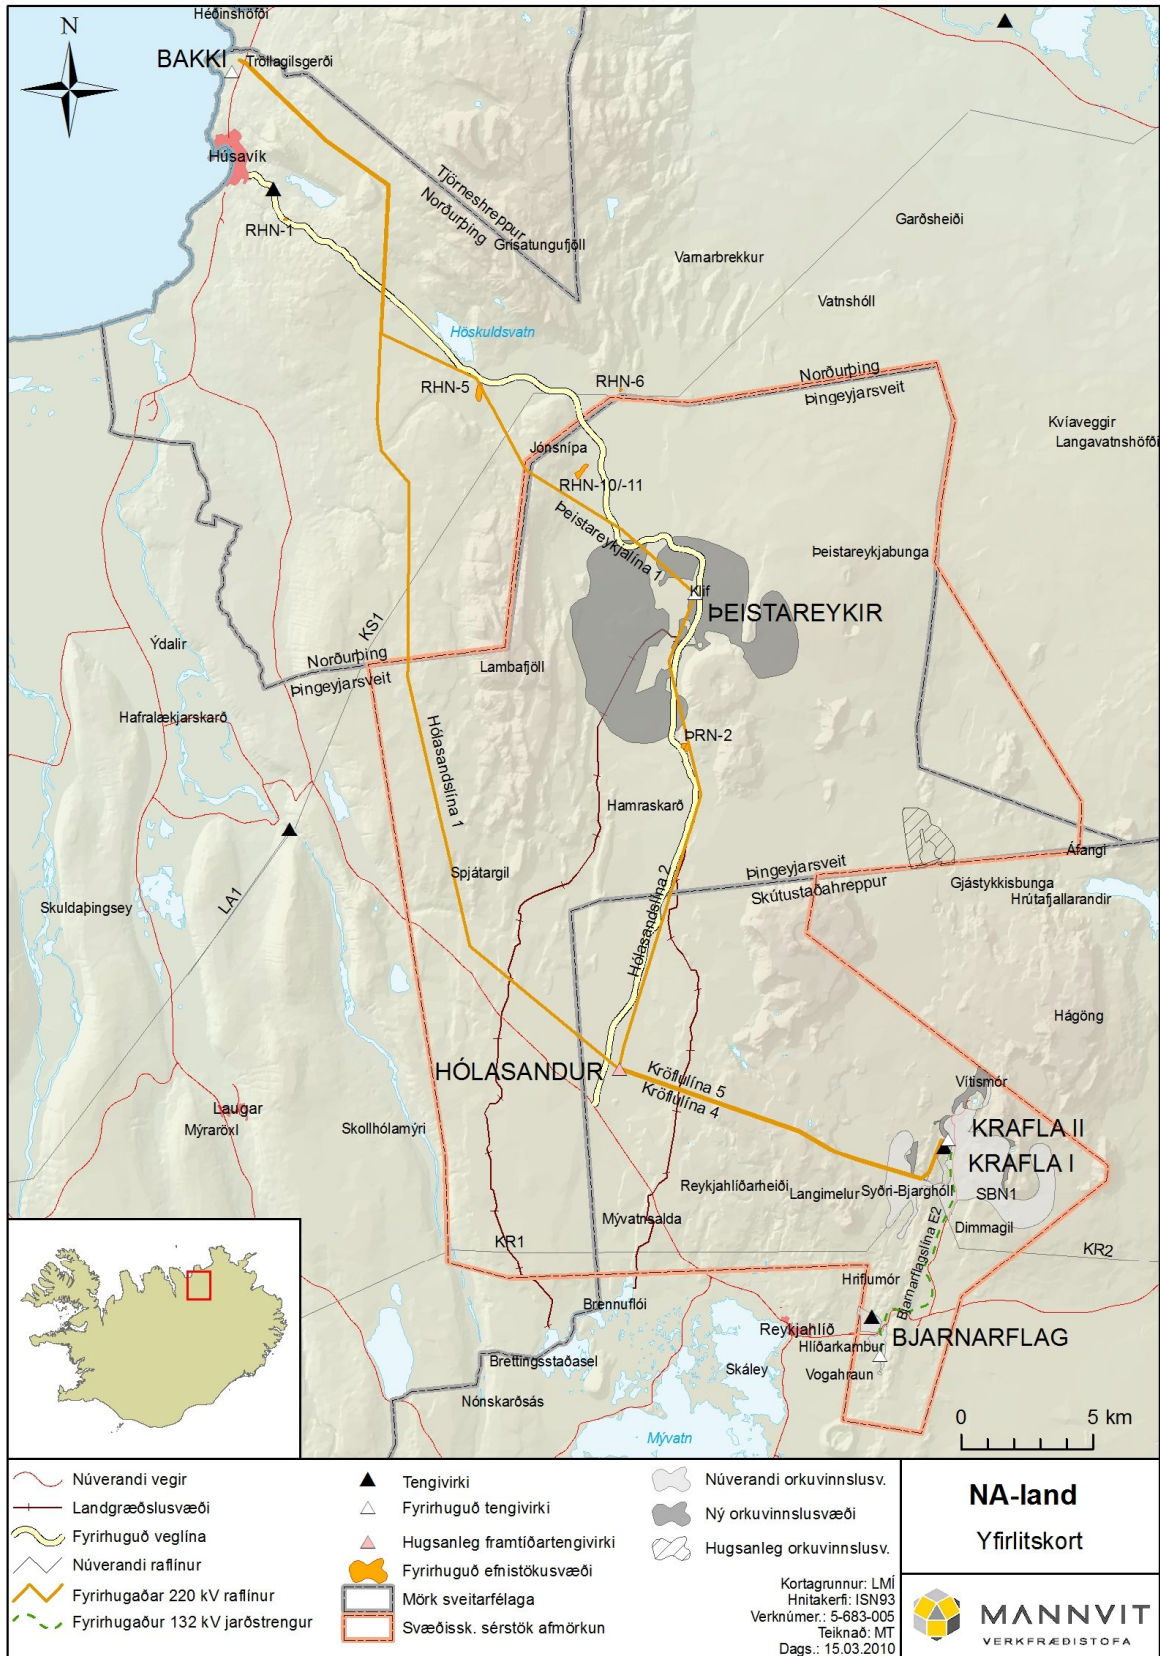 Héðinshöfði
N
BAKKI
Tröllagilsgerði
Húsavík
Tjörneshreppur
Norðurþing
RHN-1
Grísatungufjöll
Garðsheiði
Varnarbrekkur
Vatnshóll
Höskuldsvatn
RHN-5
RHN-6
Norðurþing
Þingeyjarsveit
Kvíaveggir
Langavatnshöfði
Jónsnípa
RHN-10/-11
Þeistareykjalína 1
Þeistareykjabunga
Klif
ÞEISTAREYKIR
KS1
Ýdalir
Norðurþing
Þingeyjarsveit
Lambafjöll
Hafralækjarskarð
Hólasandslína 1
ÞRN-2
Hamraskarð
Spjátargil
Þingeyjarsveit
Skútustaðahreppur
Áfangi
Gjástykkisbunga
Hrútafjallarandir
Skuldaþingsey
LA1
Hólasandslína 2
Hágöng
HÓLASANDUR
Kröflulína 5
Kröflulína 4
Vítismór
Laugar
Mýraröxl
Skollhólamýri
KRAFLA II
KRAFLA I
Reykjahlíðarheiði
Langimelur
Syðri-Bjarghóll
SBN1
Mývatnsalda
Dimmagil
KR1
KR2
Bjarnarflagslína E2
Hriflumór
Brennuflói
Reykjahlíð
BJARNARFLAG
Hlíðarkambur
Brettingsstaðasel
Skáley
Vogahraun
Nónskarðsás
Mývatn
0 5 km
Núverandi vegir
Landgræðslusvæði
Fyrirhuguð veglína
Núverandi raflínur
Fyrirhugaðar 220 kV raflínur
Fyrirhugaður 132 kV jarðstrengur
Tengivirki
Fyrirhuguð tengivirki
Hugsanleg framtíðartengivirki
Fyrirhuguð efnistökusvæði
Mörk sveitarfélaga
Svæðissk. sérstök afmörkun
Núverandi orkuvinnslusv.
Ný orkuvinnslusvæði
Hugsanleg orkuvinnslusv.
Kortagrunnur: LMÍ
Hnitakerfi: ISN93
Verknúmer.: 5-683-005
Teiknað: MT
Dags.: 15.03.2010
NA-land
Yfirlitskort
MANNVIT
VERKFRÆÐISTOFA